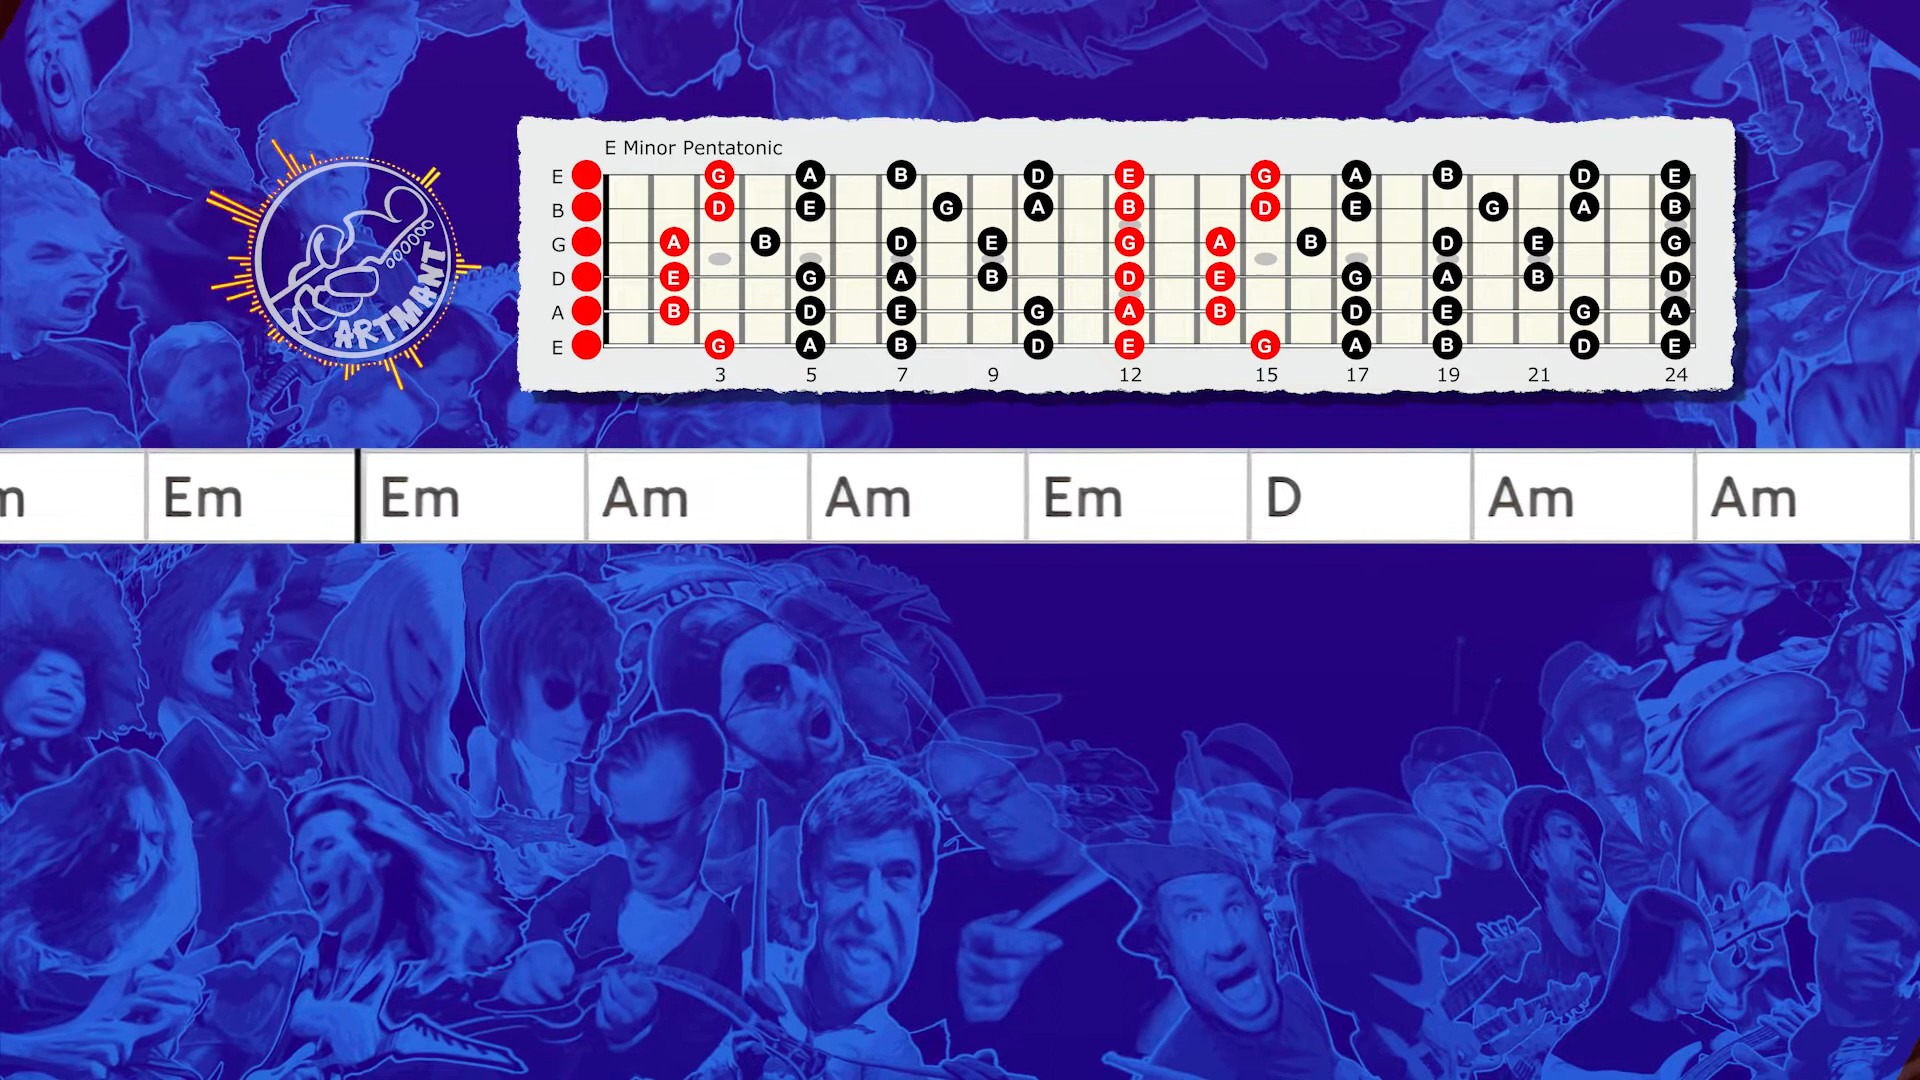 ARTMANT
E Minor Pentatonic
E G A B D E G A B D E
B D E G A B D E G A B
G A B D E G A B D E G
D E G A B D E G A B D
A B D E G A B D E G A
E G A B D E G A B D E
3 5 7 9 12 15 17 19 21 24
m Em Em Am Am Em D Am Am